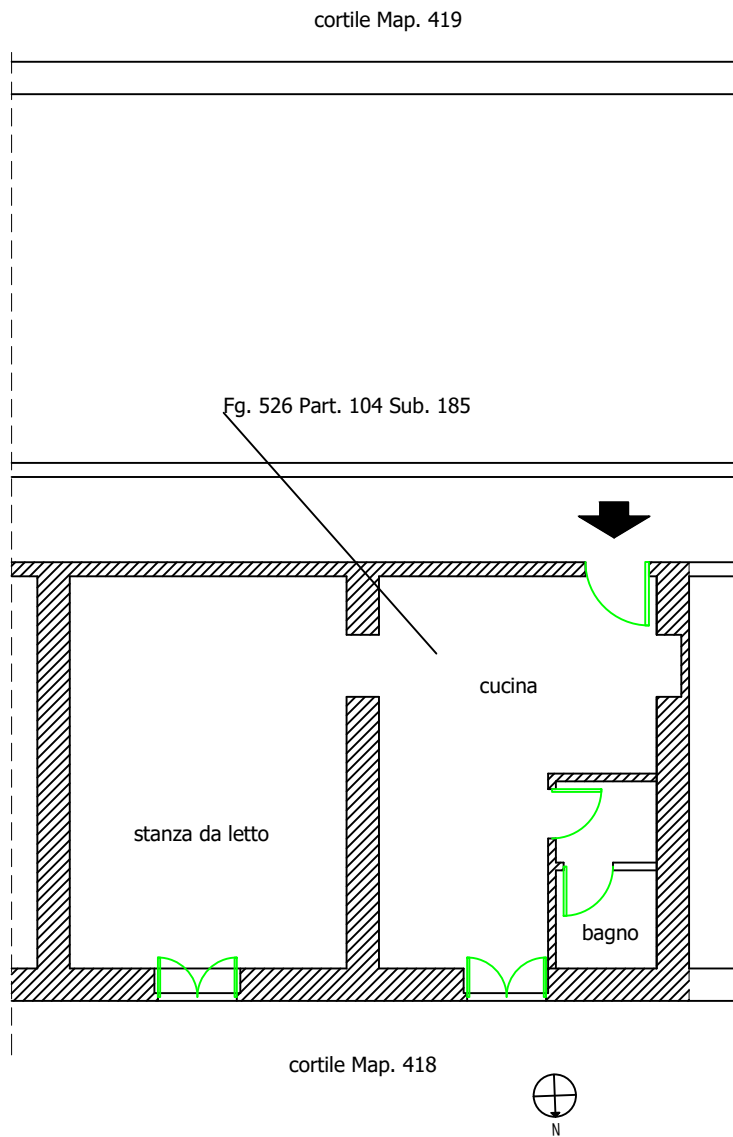 cortile Map. 419
Fg. 526 Part. 104 Sub. 185
cucina
stanza da letto
bagno
cortile Map. 418
N